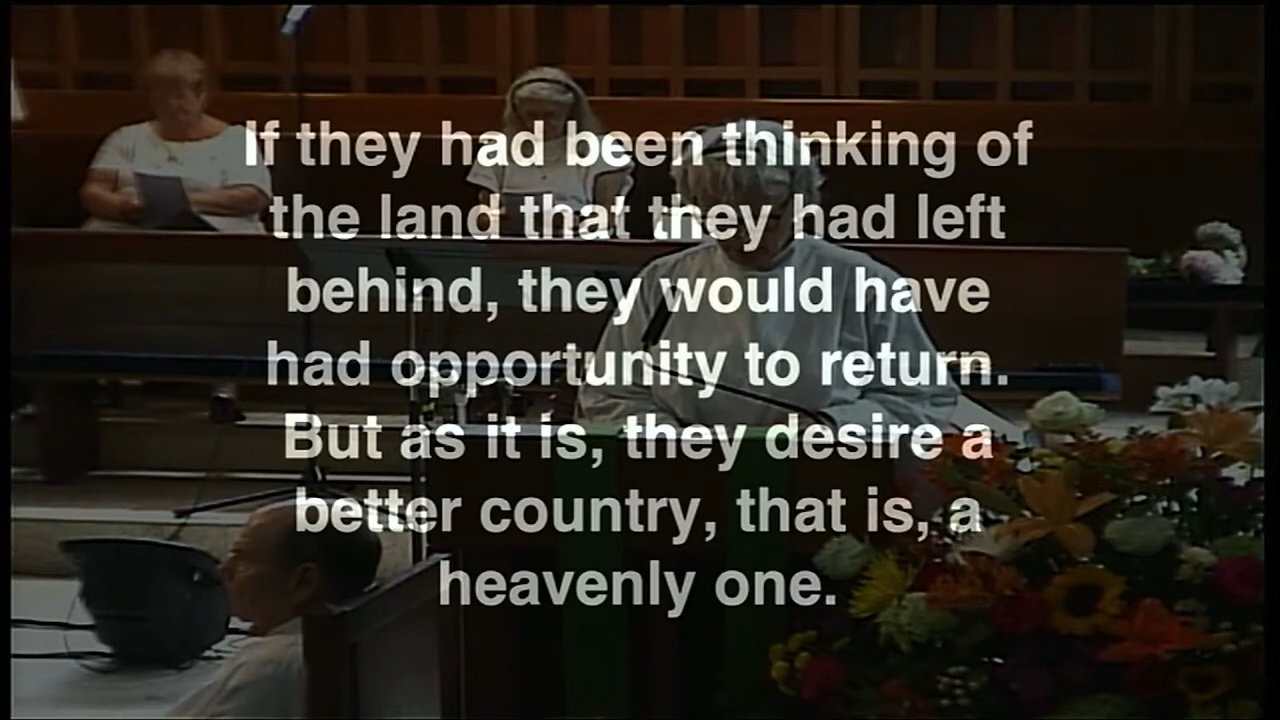 If they had been thinking of
the land that they had left
behind, they would have
had opportunity to return.
But as it is, they desire a
better country, that is, a
heavenly one.